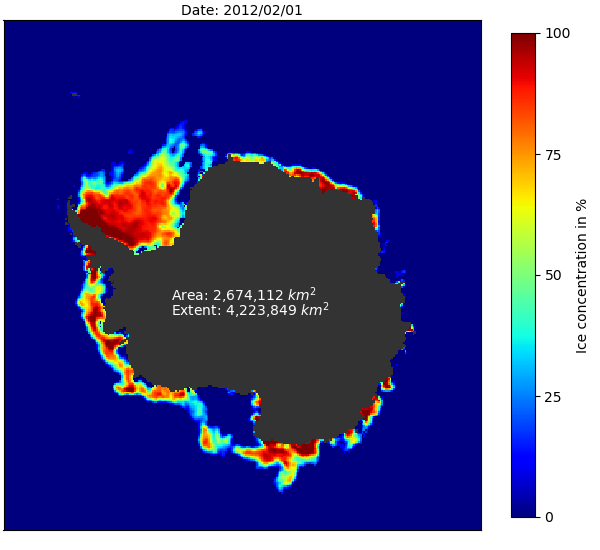 Date: 2012/02/01
100
75
50
25
0
Ice concentration in %
Area: 2,674,112 km²
Extent: 4,223,849 km²